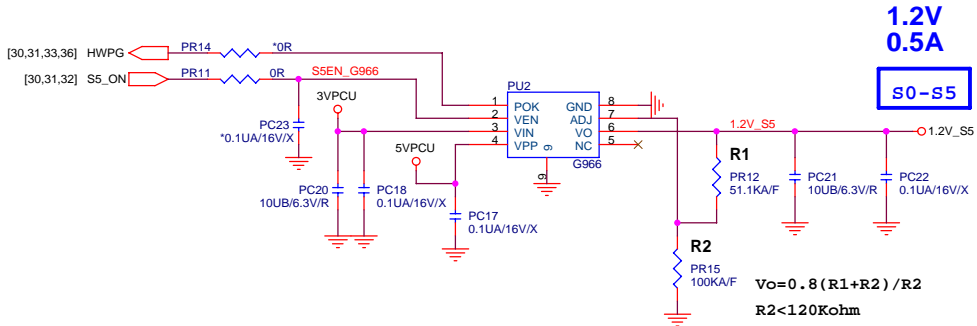 1.2V
0.5A
S0-S5
[30,31,33,36] HWPG PR14 *0R
[30,31,32] S5_ON PR11 0R S5EN_G966
3VPCU
PC23
*0.1UA/16V/X
5VPCU
PU2
1 POK GND 8
2 VEN ADJ 7
3 VIN VO 6
4 VPP NC 5
9
9
G966
1.2V_S5
1.2V_S5
PC20
10UB/6.3V/R
PC18
0.1UA/16V/X
PC17
0.1UA/16V/X
R1
PR12
51.1KA/F
PC21
10UB/6.3V/R
PC22
0.1UA/16V/X
R2
PR15
100KA/F
Vo=0.8(R1+R2)/R2
R2<120Kohm